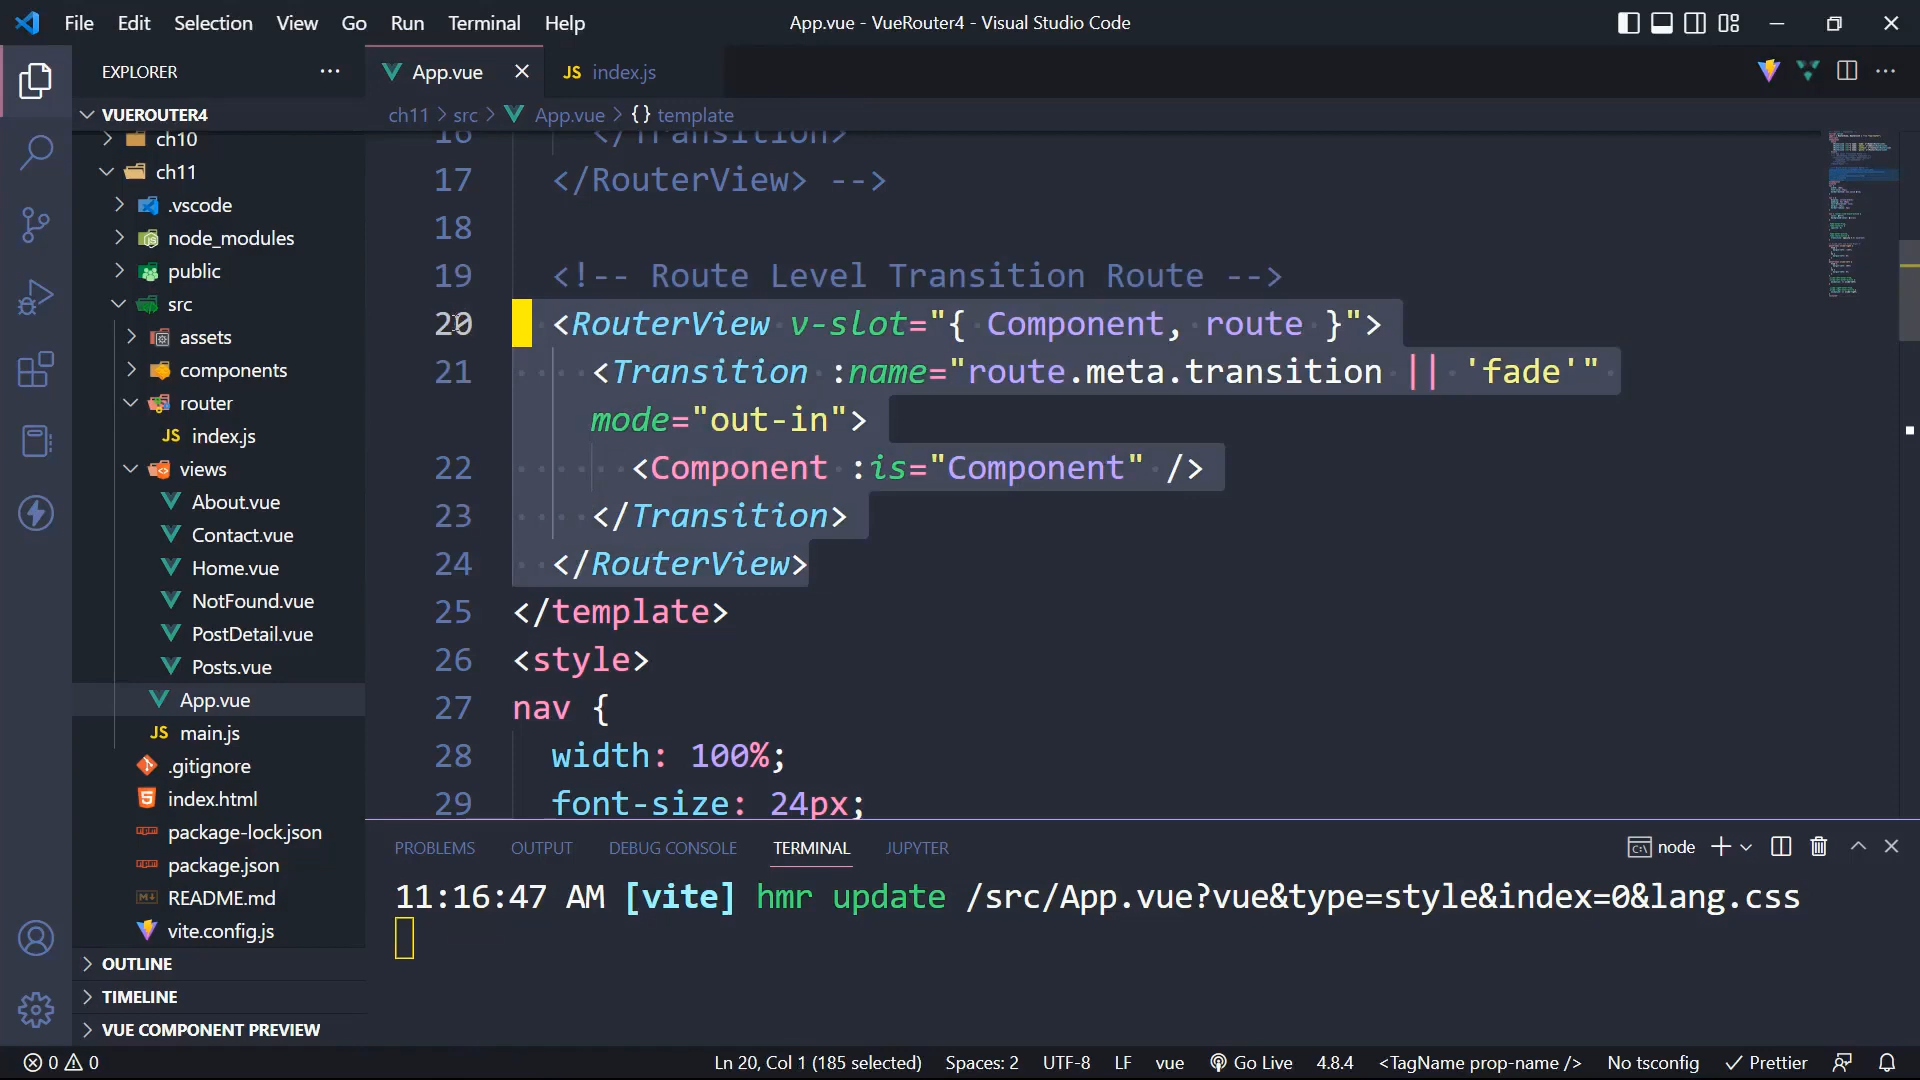 File Edit Selection View Go Run Terminal Help
App.vue - VueRouter4 - Visual Studio Code
EXPLORER
App.vue
JS index.js
VUEROUTER4
ch11 > src > App.vue > {} template
ch10
ch11
.vscode
node_modules
public
src
assets
components
router
JS index.js
views
About.vue
Contact.vue
Home.vue
NotFound.vue
PostDetail.vue
Posts.vue
App.vue
JS main.js
.gitignore
index.html
package-lock.json
package.json
README.md
vite.config.js
OUTLINE
TIMELINE
VUE COMPONENT PREVIEW
16 </Transition>
17 </RouterView> -->
18
19 <!-- Route Level Transition Route -->
20 <RouterView v-slot="{ Component, route }">
21 <Transition :name="route.meta.transition || 'fade'"
mode="out-in">
22 <Component :is="Component" />
23 </Transition>
24 </RouterView>
25 </template>
26 <style>
27 nav {
28 width: 100%;
29 font-size: 24px;
PROBLEMS OUTPUT DEBUG CONSOLE TERMINAL JUPYTER
node
11:16:47 AM [vite] hmr update /src/App.vue?vue&type=style&index=0&lang.css
0 0
Ln 20, Col 1 (185 selected) Spaces: 2 UTF-8 LF vue Go Live 4.8.4 <TagName prop-name /> No tsconfig Prettier